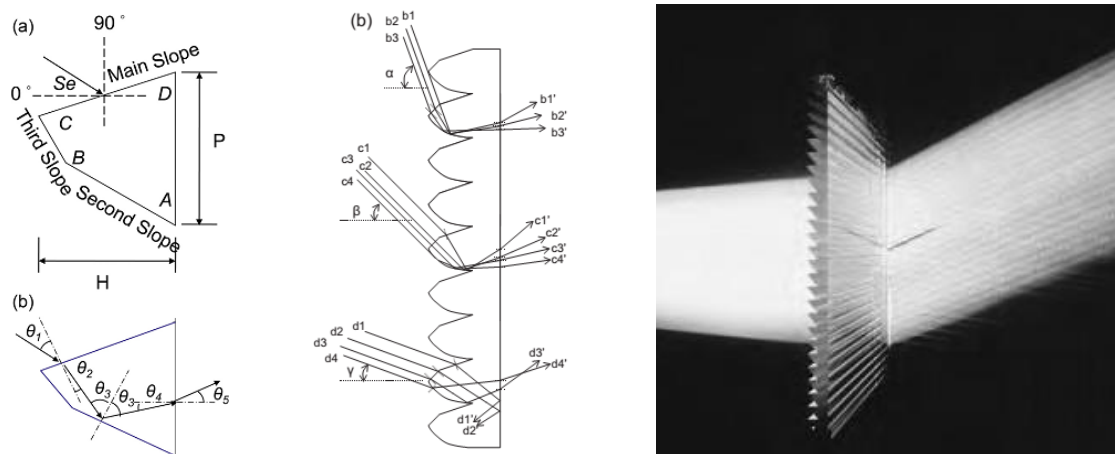 (a)
90°
Main Slope
Se
0°
D
C
P
Third Slope
B
Second Slope
A
H
(b)
θ1
θ2
θ3
θ3
θ4
θ5
(b)
b1
b2
b3
α
b1'
b2'
b3'
c1
c3
c2
c4
β
c1'
c2'
c3'
c4'
d1
d2
d3
d4
γ
d3'
d4'
d1'
d2'